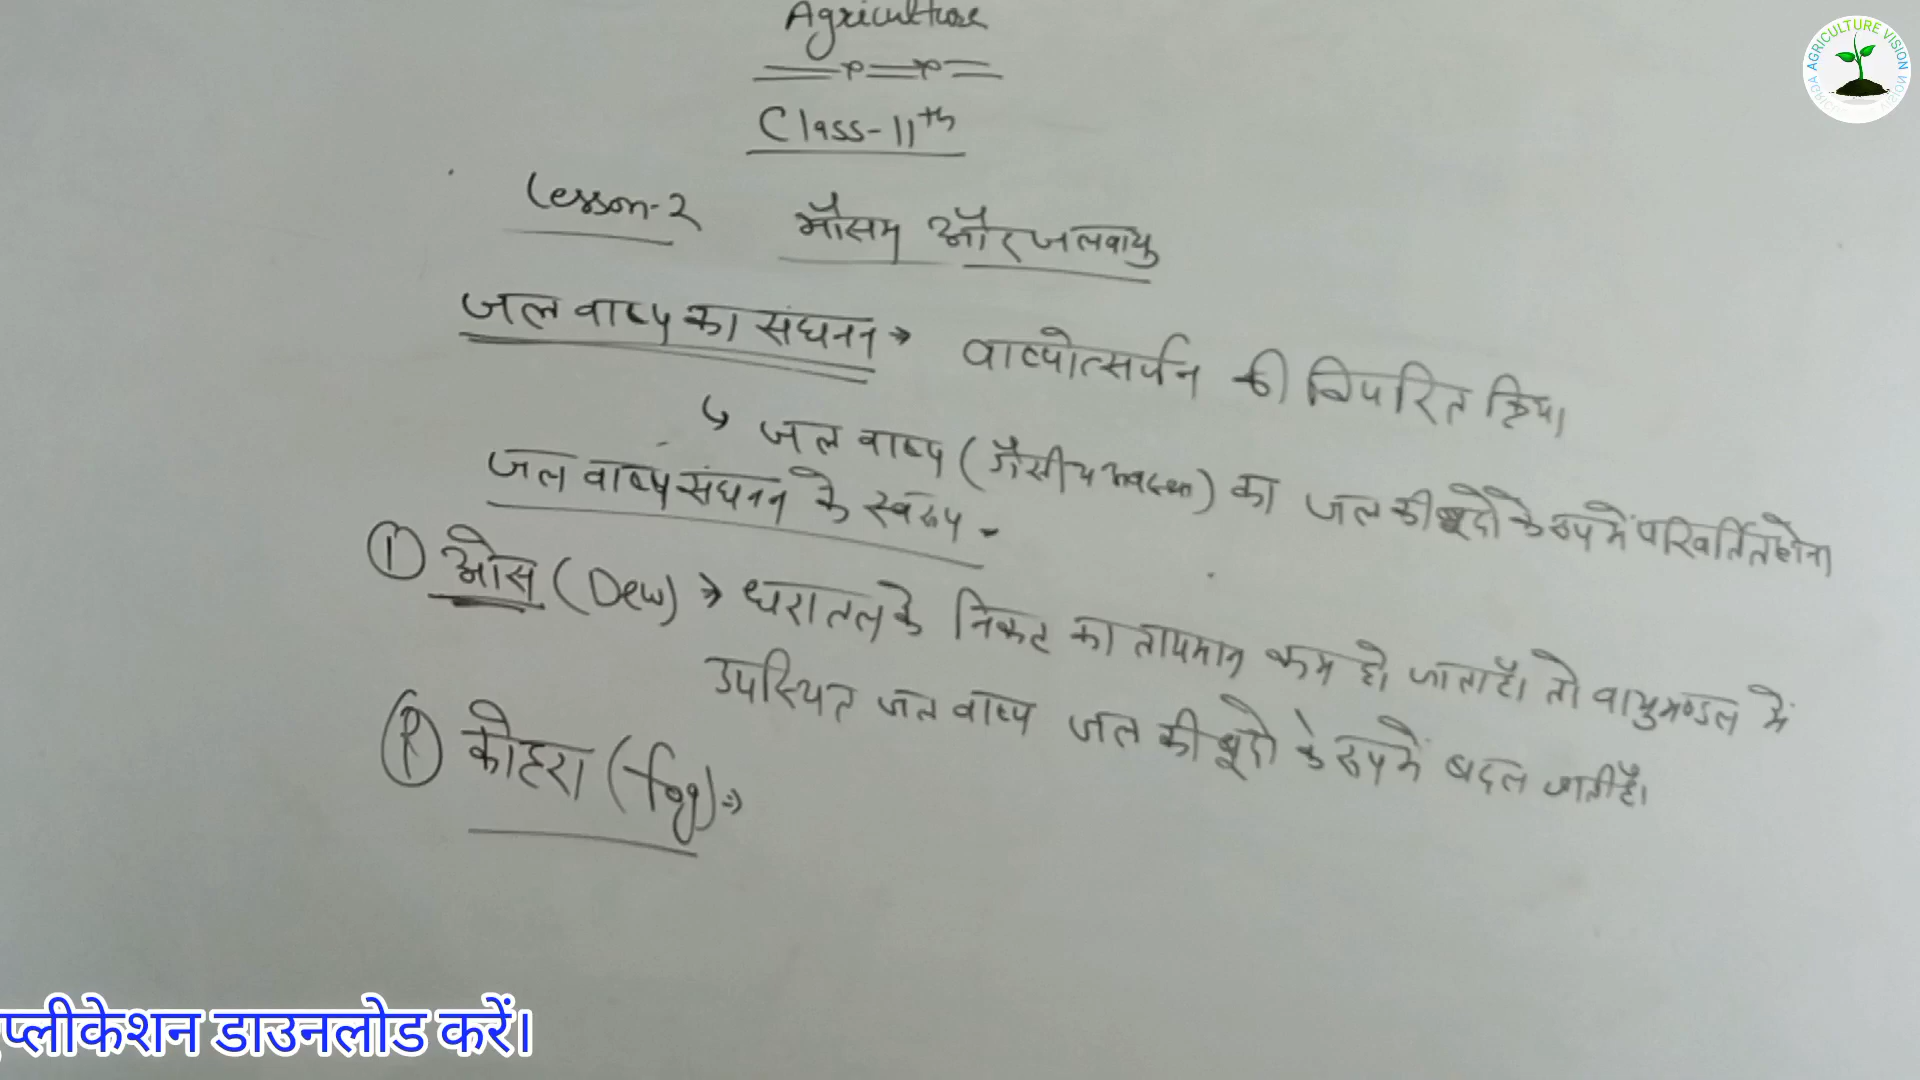 Agriculture
Class-11th
Lesson-2 मौसम और जलवायु
जल वाष्प का संघनन → वाष्पोत्सर्जन की विपरित क्रिया
↳ जल वाष्प (गैसीय अवस्था) का जल की बूंदो के रूप में परिवर्तित होना
जल वाष्प संघनन के स्वरूप -
① ओस (Dew) → धरातल के निकट का तापमान कम हो जाता है। तो वायुमण्डल में
उपस्थित जल वाष्प जल की बूंदो के रूप में बदल जाती है।
कोहरा (fog) ⇒
AGRICULTURE VISION
प्लीकेशन डाउनलोड करें।